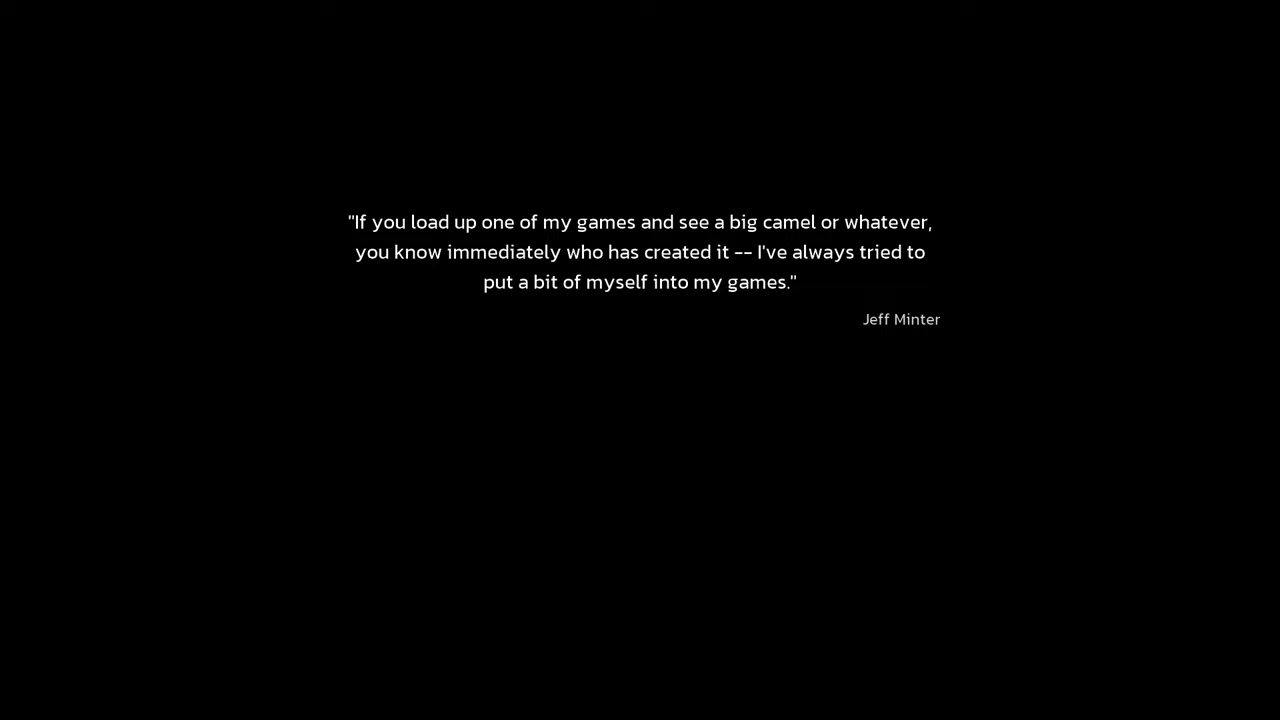 "If you load up one of my games and see a big camel or whatever,
you know immediately who has created it -- I've always tried to
put a bit of myself into my games."
Jeff Minter